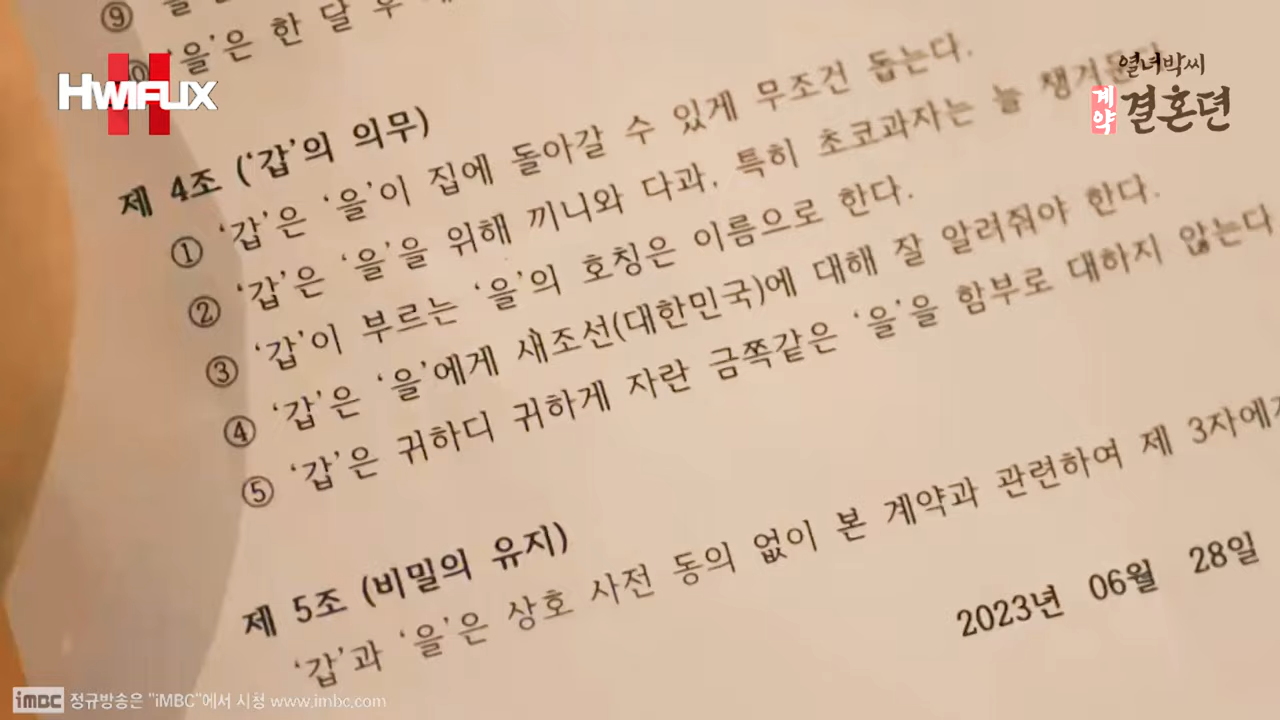 ⑨
'을'은 한 달
제 4조 ('갑'의 의무)
① '갑'은 '을'이 집에 돌아갈 수 있게 무조건 돕는다.
② '갑'은 '을'을 위해 끼니와 다과, 특히 초코과자는 늘 챙겨둔다
③ '갑'이 부르는 '을'의 호칭은 이름으로 한다.
④ '갑'은 '을'에게 새조선(대한민국)에 대해 잘 알려줘야 한다.
⑤ '갑'은 귀하디 귀하게 자란 금쪽같은 '을'을 함부로 대하지 않는다
제 5조 (비밀의 유지)
'갑'과 '을'은 상호 사전 동의 없이 본 계약과 관련하여 제 3자에게
2023년 06월 28일
HWIFLIX
열녀박씨
계약 결혼뎐
iMBC 정규방송은 "iMBC"에서 시청 www.imbc.com